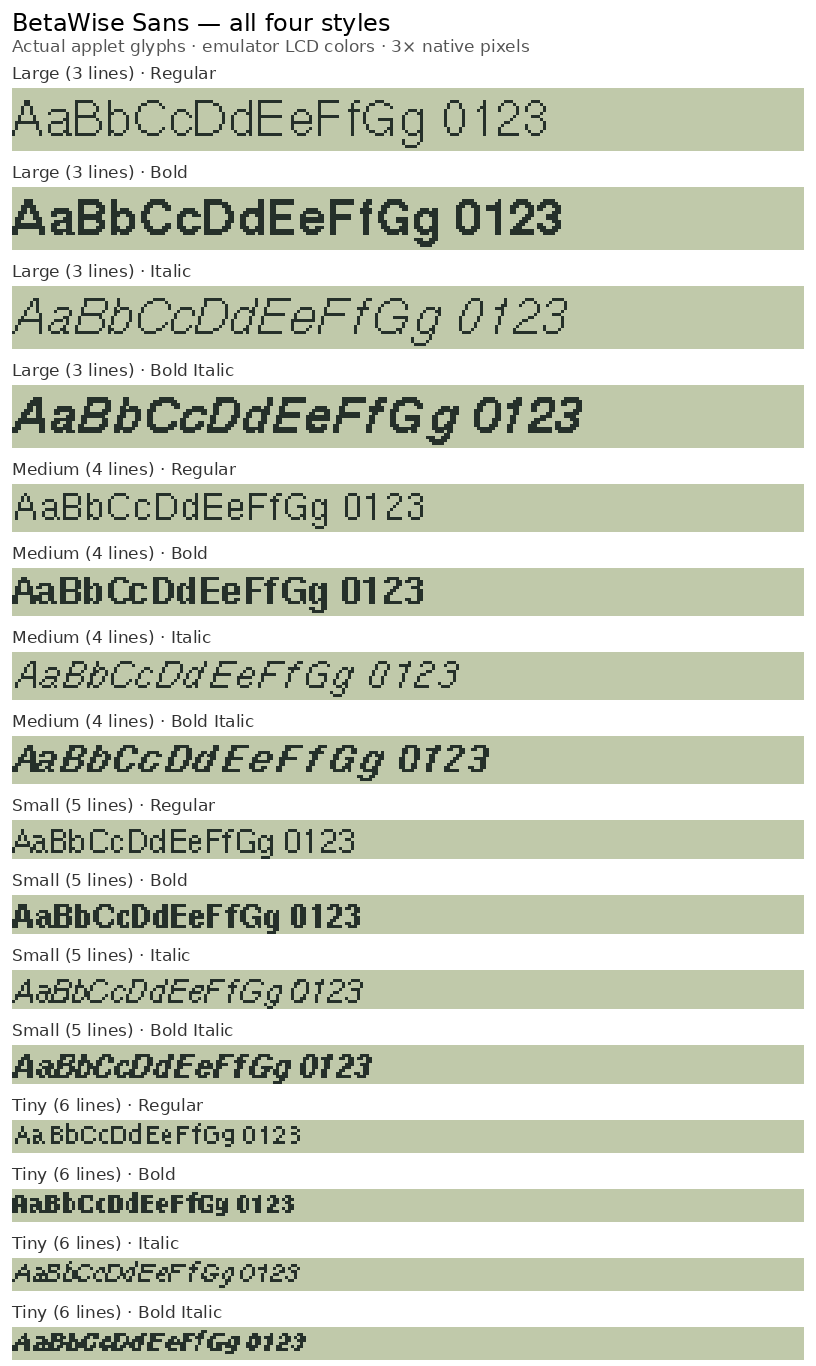 BetaWise Sans — all four styles
Actual applet glyphs · emulator LCD colors · 3× native pixels
Large (3 lines) · Regular
AaBbCcDdEeFfGg 0123
Large (3 lines) · Bold
AaBbCcDdEeFfGg 0123
Large (3 lines) · Italic
AaBbCcDdEeFfGg 0123
Large (3 lines) · Bold Italic
AaBbCcDdEeFfGg 0123
Medium (4 lines) · Regular
AaBbCcDdEeFfGg 0123
Medium (4 lines) · Bold
AaBbCcDdEeFfGg 0123
Medium (4 lines) · Italic
AaBbCcDdEeFfGg 0123
Medium (4 lines) · Bold Italic
AaBbCcDdEeFfGg 0123
Small (5 lines) · Regular
AaBbCcDdEeFfGg 0123
Small (5 lines) · Bold
AaBbCcDdEeFfGg 0123
Small (5 lines) · Italic
AaBbCcDdEeFfGg 0123
Small (5 lines) · Bold Italic
AaBbCcDdEeFfGg 0123
Tiny (6 lines) · Regular
AaBbCcDdEeFfGg 0123
Tiny (6 lines) · Bold
AaBbCcDdEeFfGg 0123
Tiny (6 lines) · Italic
AaBbCcDdEeFfGg 0123
Tiny (6 lines) · Bold Italic
AaBbCcDdEeFfGg 0123